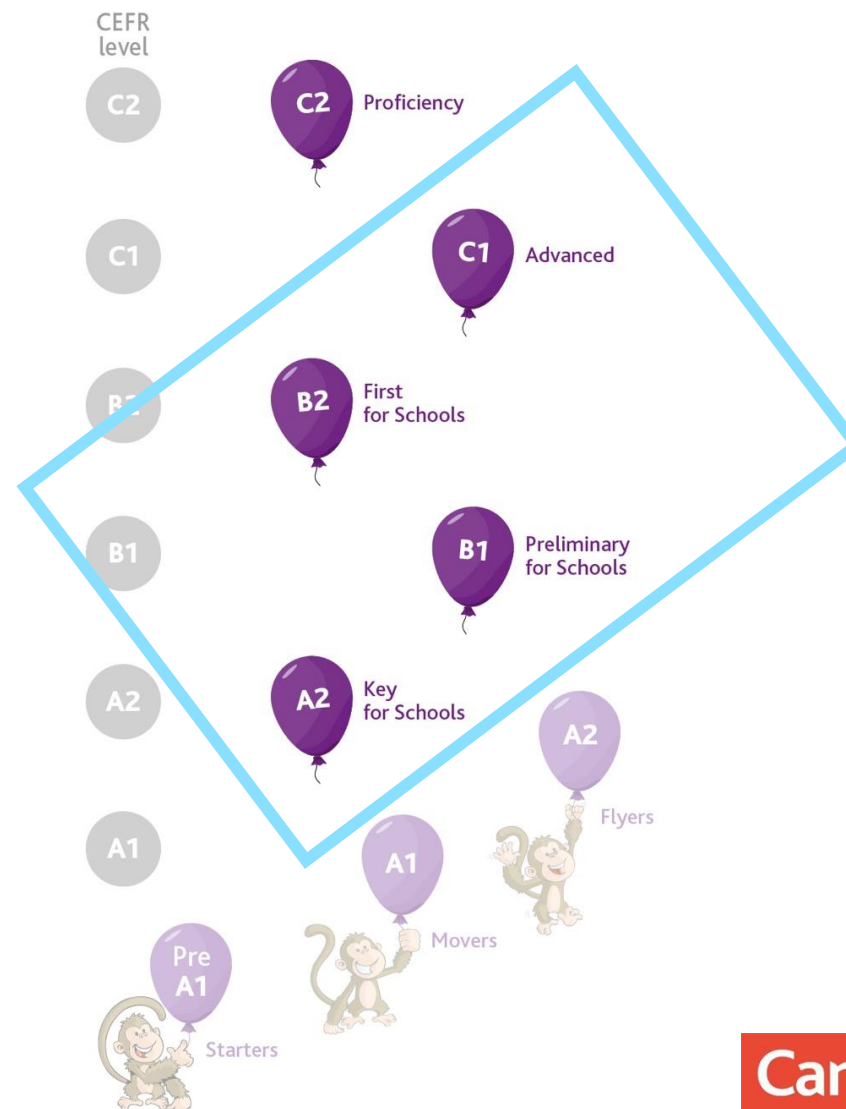 CEFR
level
C2
C2
Proficiency
C1
C1
Advanced
B2
B2
First
for Schools
B1
B1
Preliminary
for Schools
A2
A2
Key
for Schools
A2
Flyers
A1
A1
Movers
Pre
A1
Starters